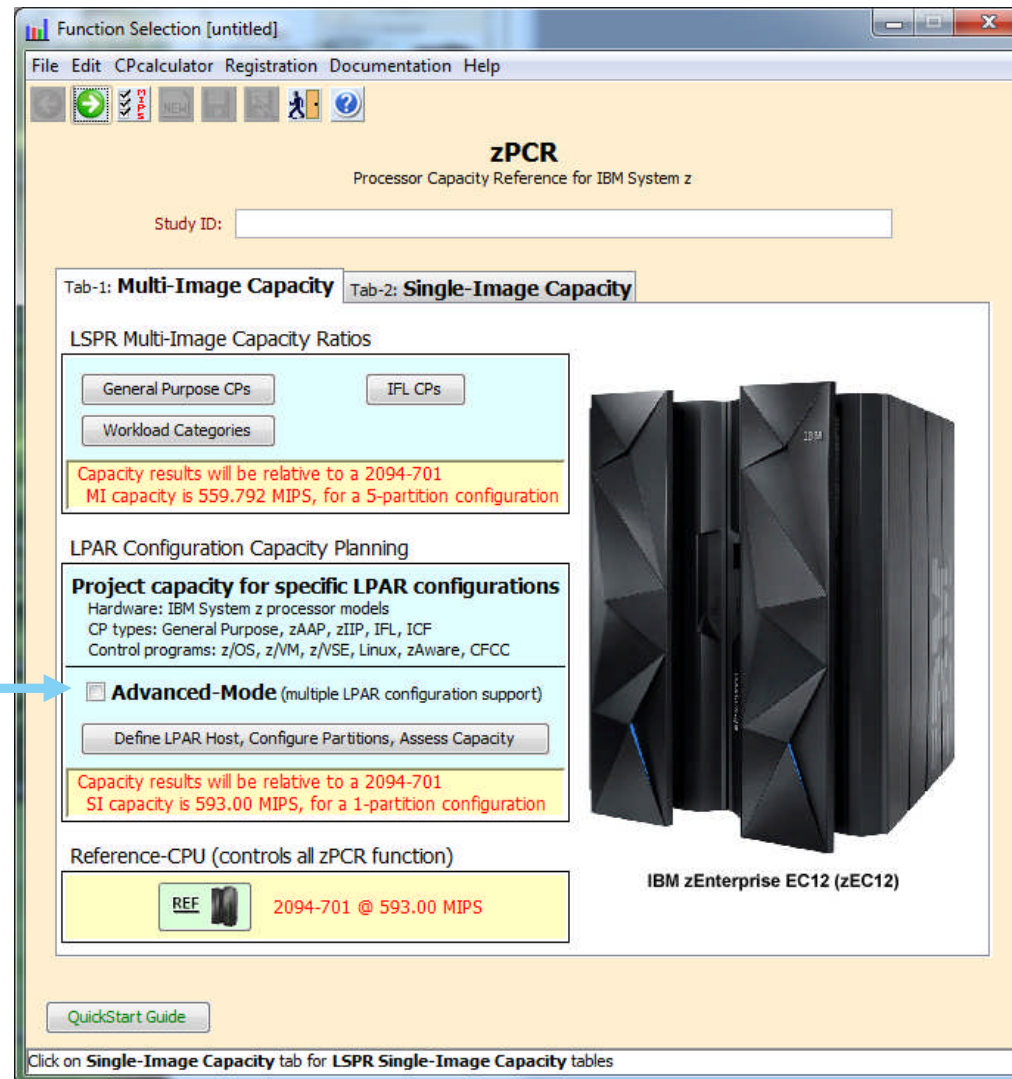 Function Selection [untitled]
File Edit CPcalculator Registration Documentation Help
MIPS NEW
zPCR
Processor Capacity Reference for IBM System z
Study ID:
Tab-1: Multi-Image Capacity Tab-2: Single-Image Capacity
LSPR Multi-Image Capacity Ratios
General Purpose CPs IFL CPs
Workload Categories
Capacity results will be relative to a 2094-701
MI capacity is 559.792 MIPS, for a 5-partition configuration
LPAR Configuration Capacity Planning
Project capacity for specific LPAR configurations
Hardware: IBM System z processor models
CP types: General Purpose, zAAP, zIIP, IFL, ICF
Control programs: z/OS, z/VM, z/VSE, Linux, zAware, CFCC
Advanced-Mode (multiple LPAR configuration support)
Define LPAR Host, Configure Partitions, Assess Capacity
Capacity results will be relative to a 2094-701
SI capacity is 593.00 MIPS, for a 1-partition configuration
Reference-CPU (controls all zPCR function)
REF 2094-701 @ 593.00 MIPS
IBM
IBM zEnterprise EC12 (zEC12)
QuickStart Guide
Click on Single-Image Capacity tab for LSPR Single-Image Capacity tables